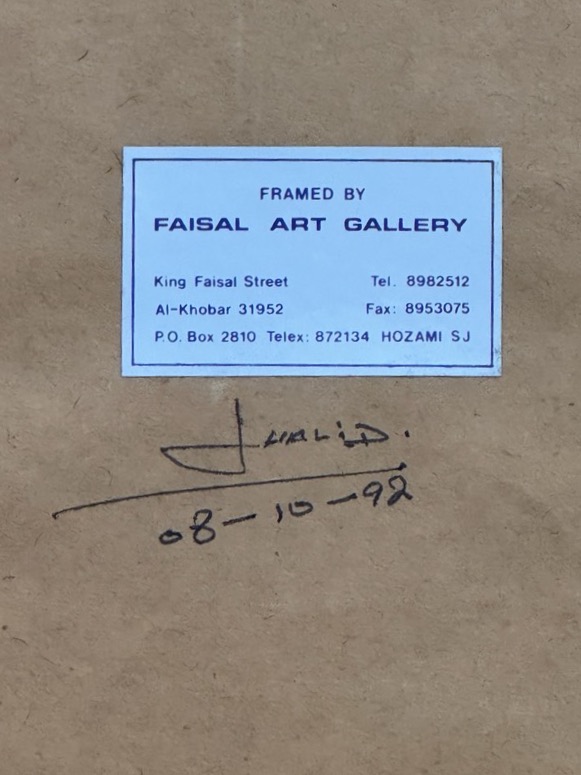 FRAMED BY
FAISAL ART GALLERY
King Faisal Street Tel. 8982512
Al-Khobar 31952 Fax: 8953075
P.O. Box 2810 Telex: 872134 HOZAMI SJ
08-10-92